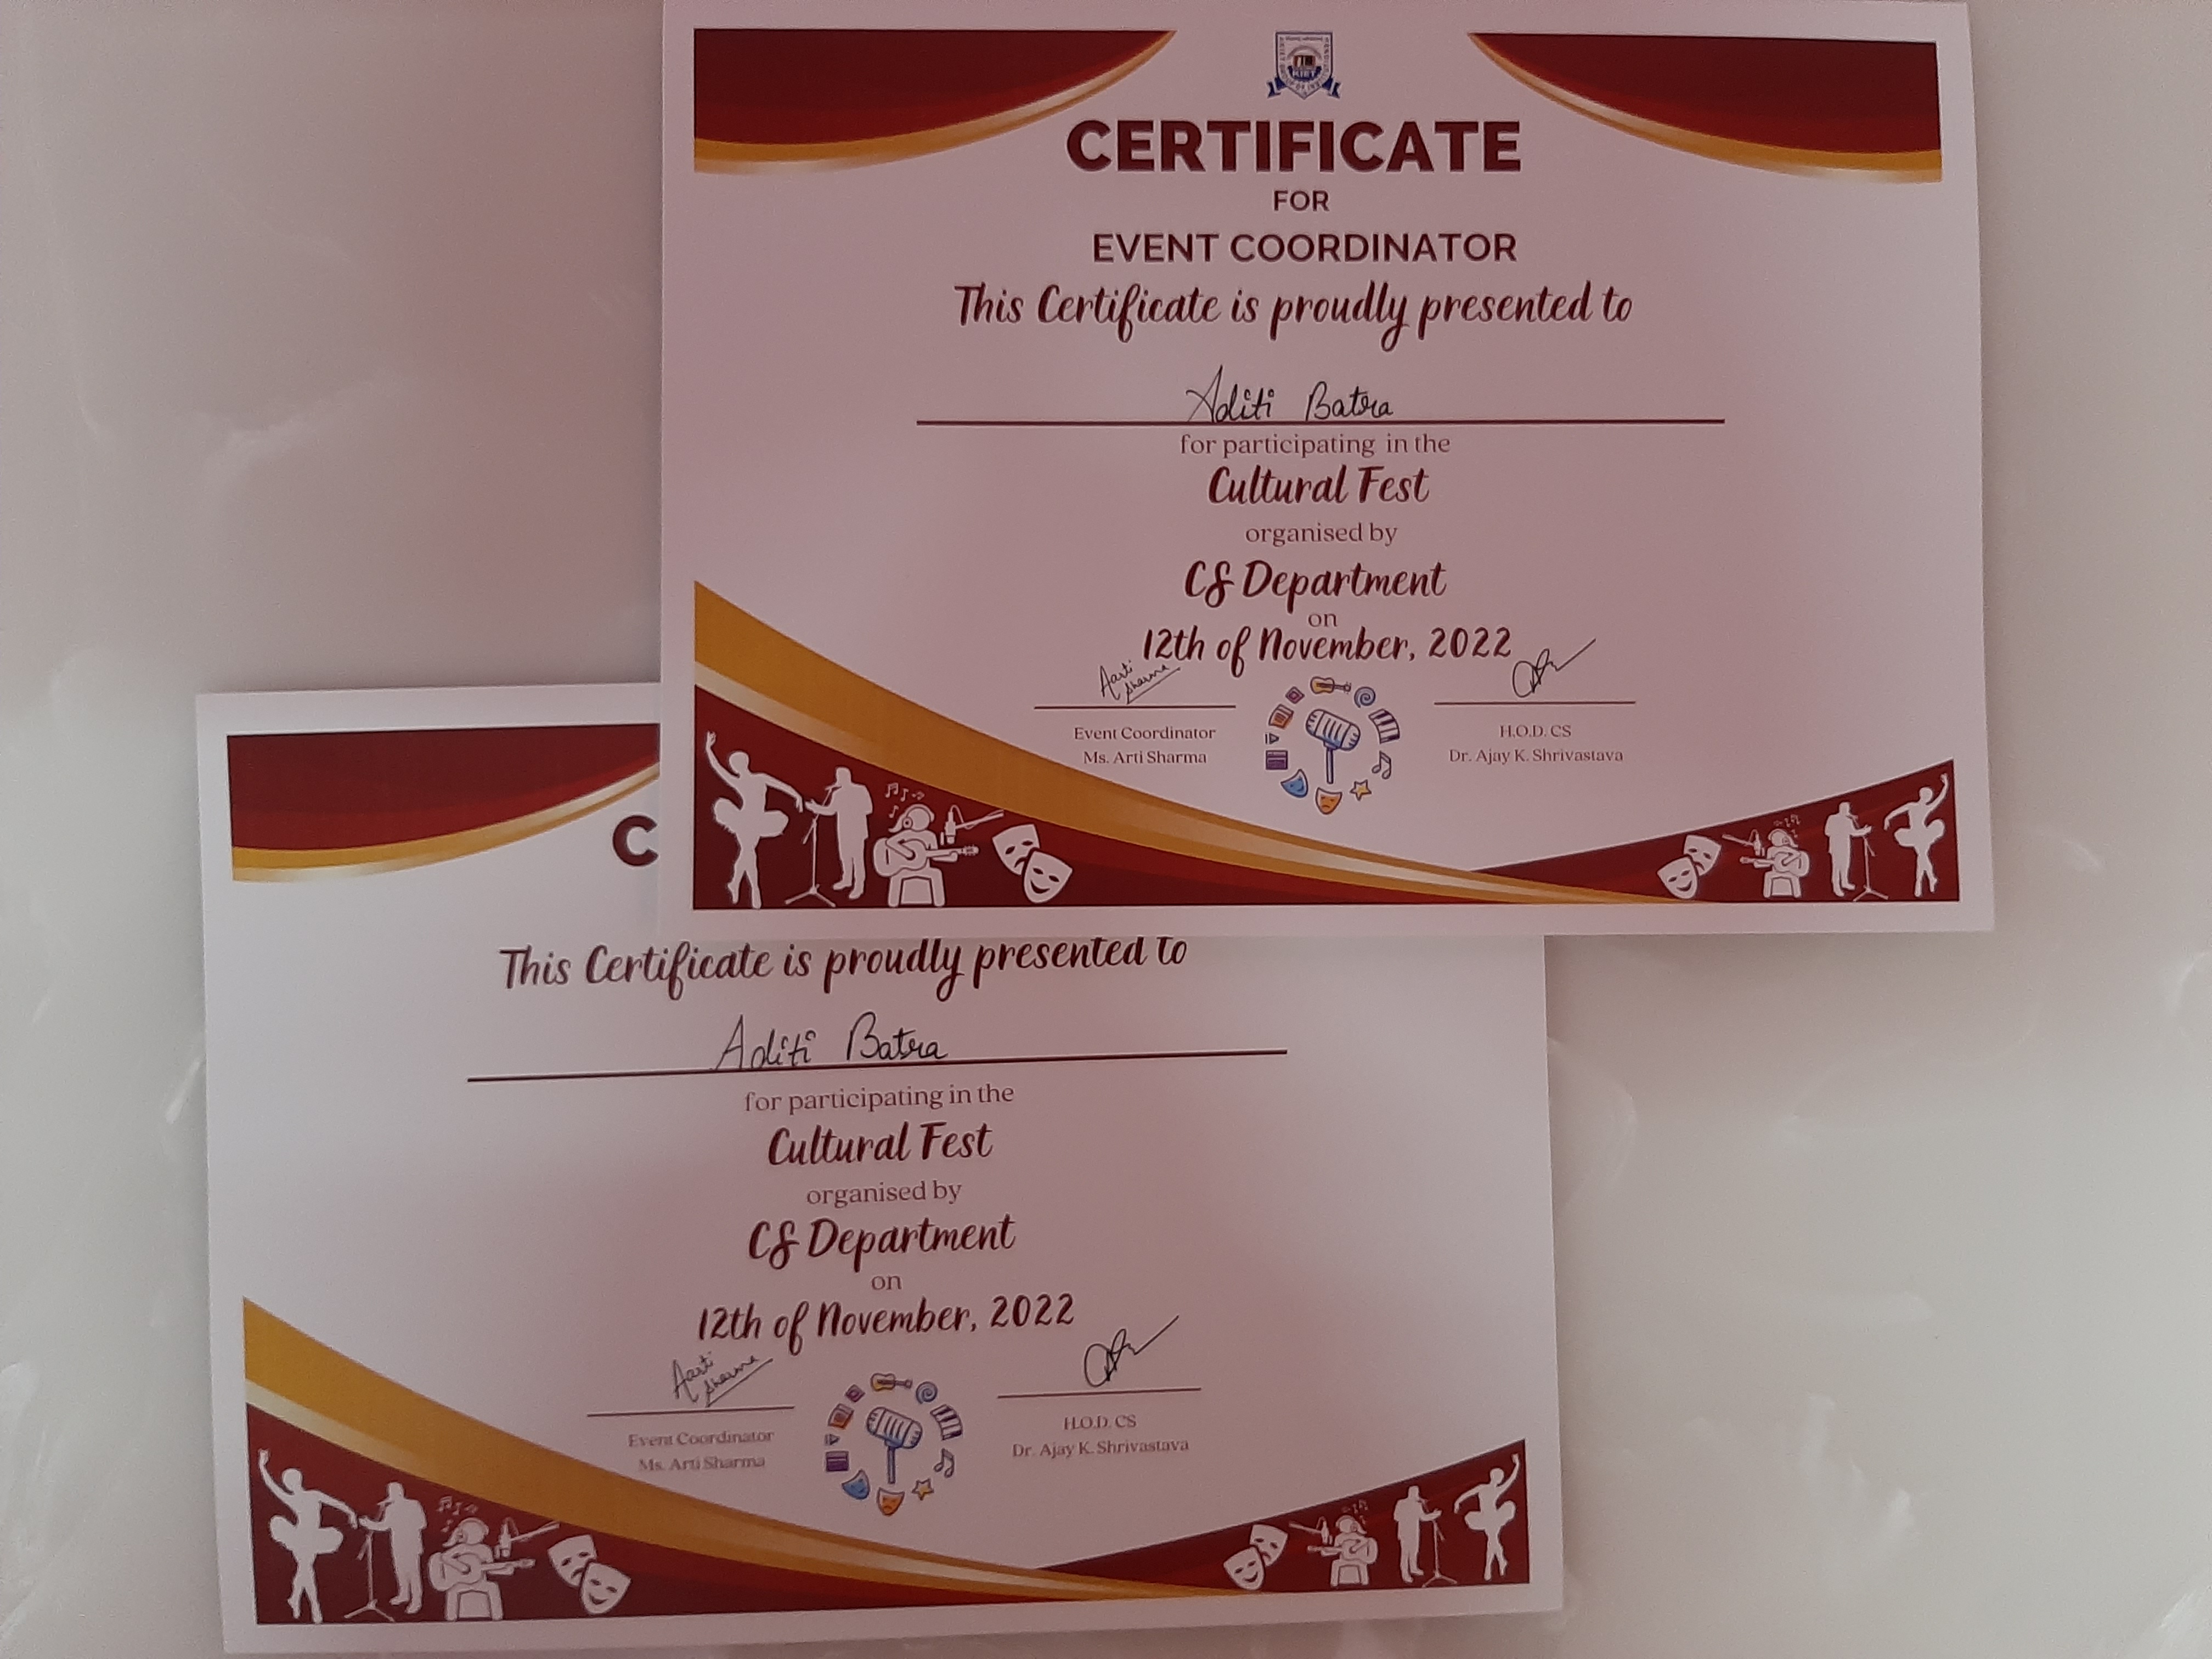 KIET
CERTIFICATE
FOR
EVENT COORDINATOR
This Certificate is proudly presented to
Aditi Batra
for participating in the
Cultural Fest
organised by
CS Department
on
12th of November, 2022
Aarti
Sharma
Event Coordinator
Ms. Arti Sharma
H.O.D. CS
Dr. Ajay K. Shrivastava
C
This Certificate is proudly presented to
Aditi Batra
for participating in the
Cultural Fest
organised by
CS Department
on
12th of November, 2022
Aarti
Sharma
Event Coordinator
Ms. Arti Sharma
H.O.D. CS
Dr. Ajay K. Shrivastava